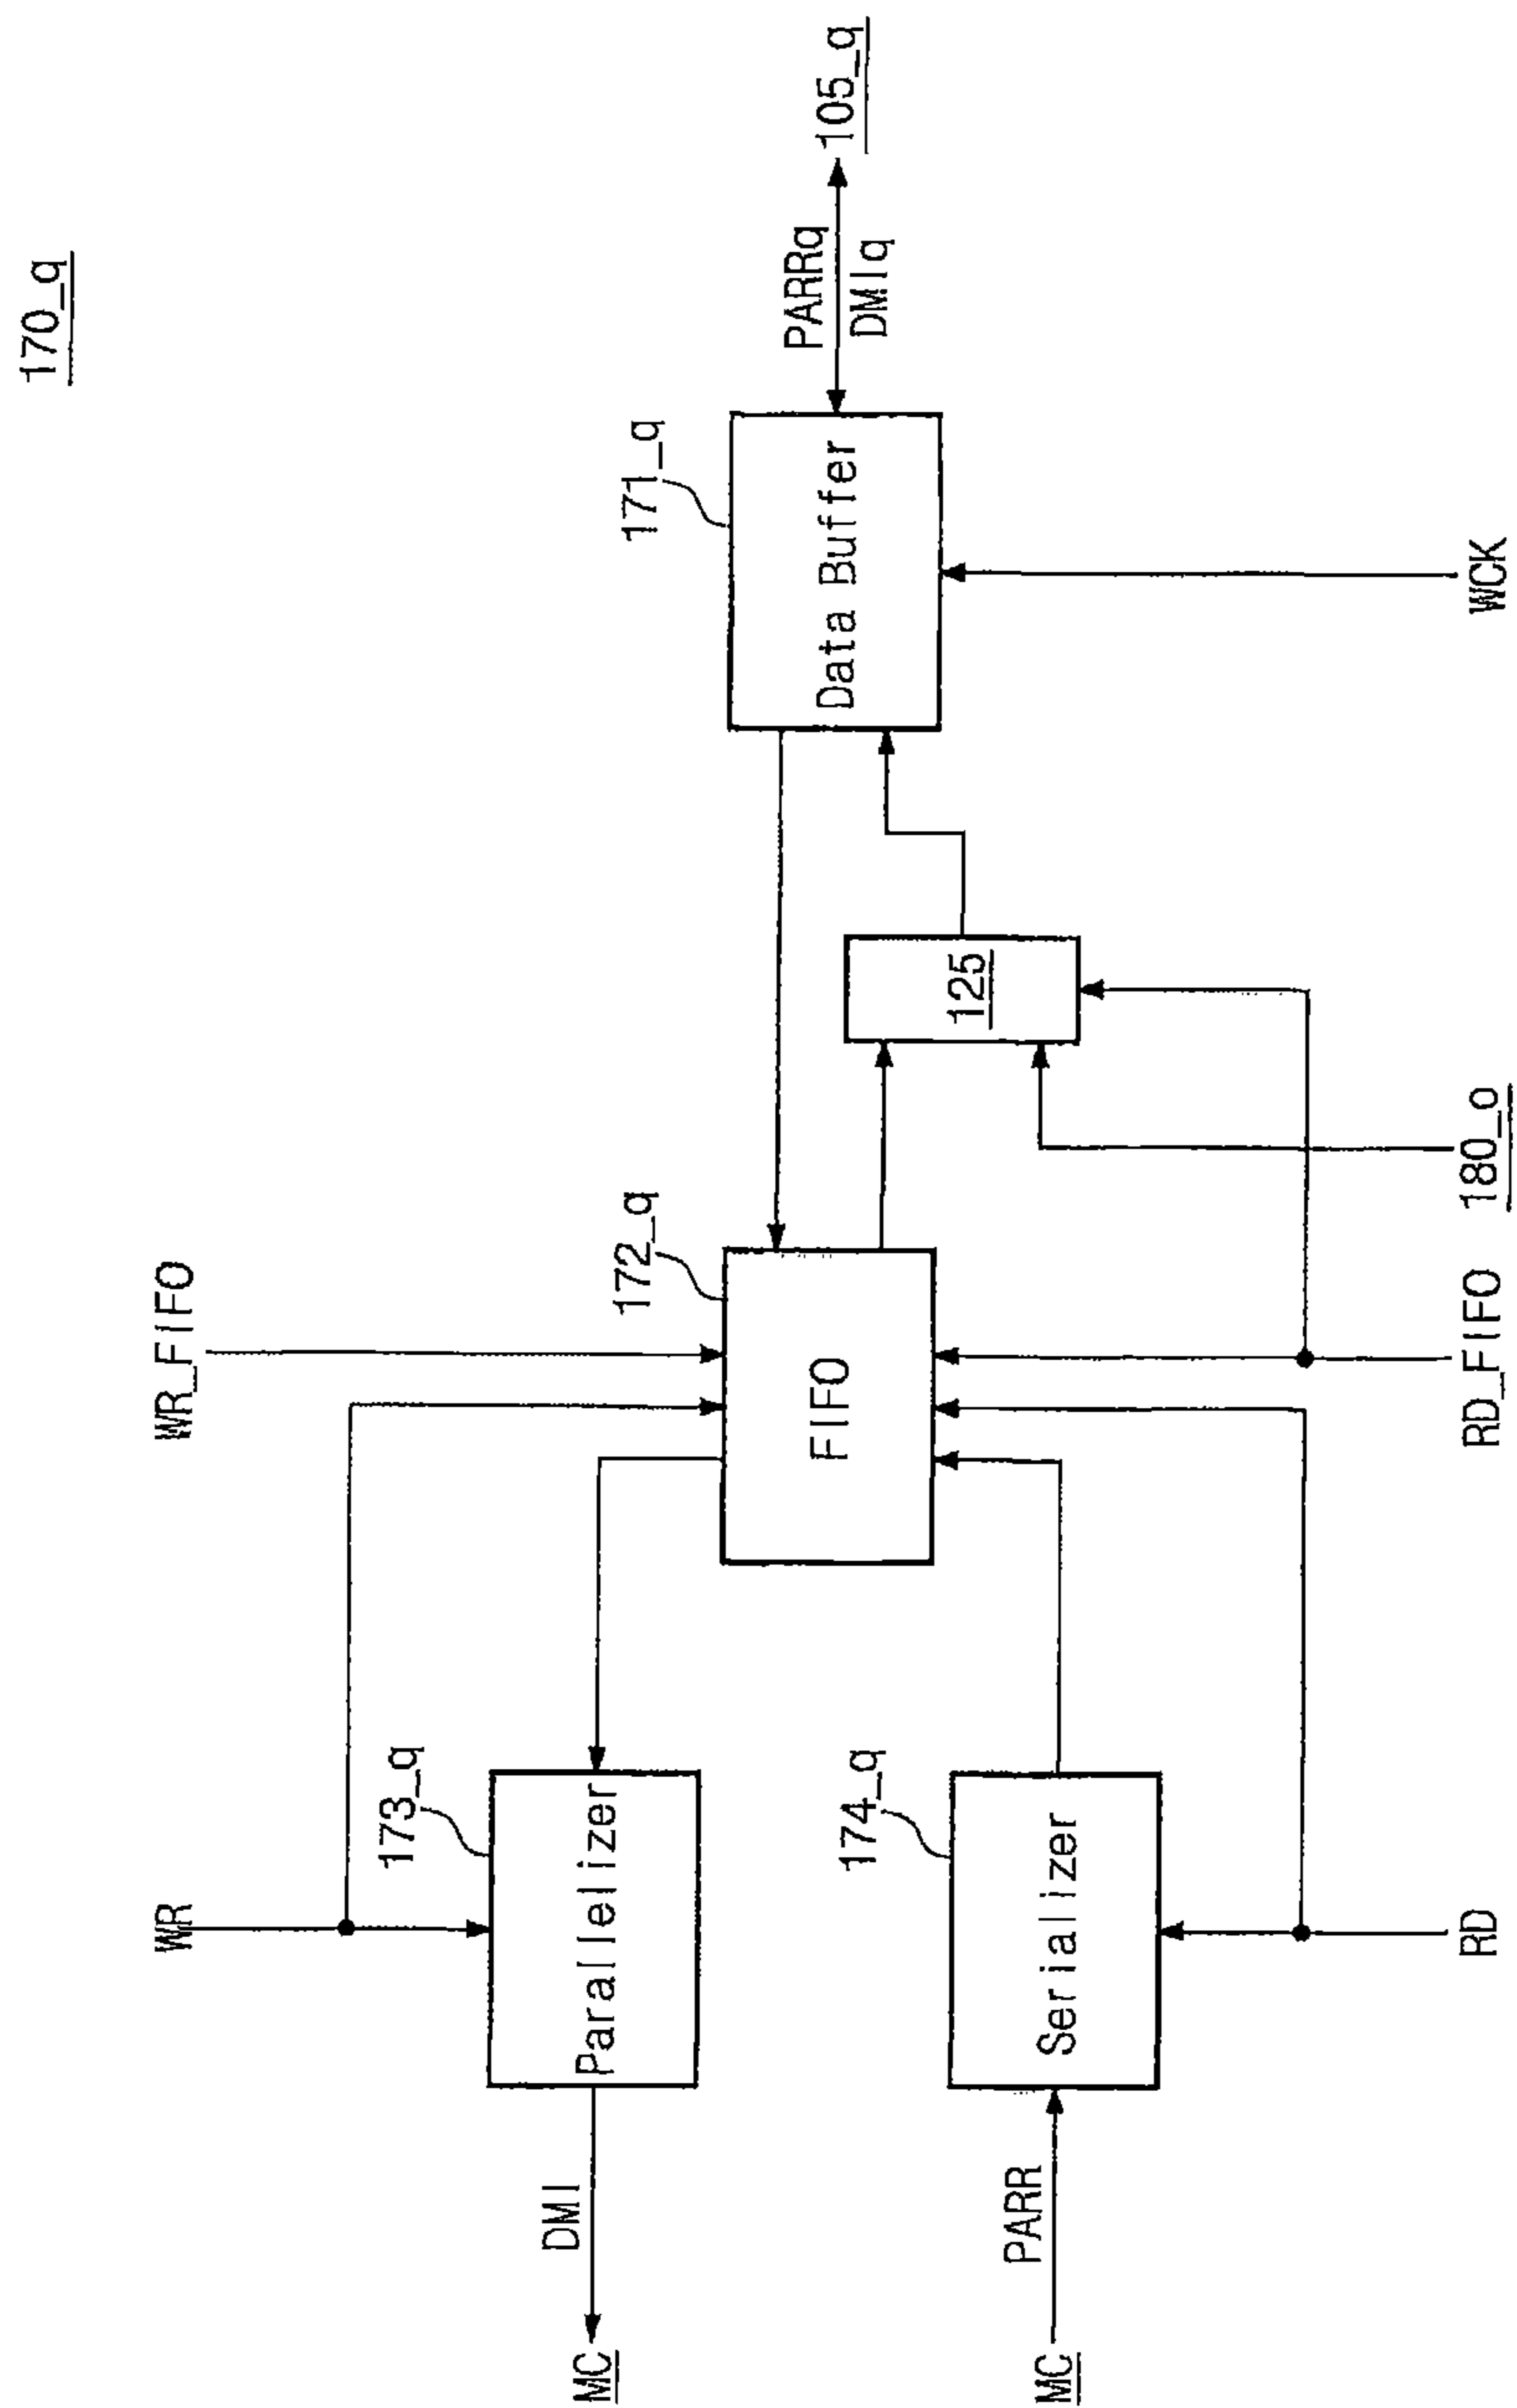 170_q
WR
WR_FIFO
173_q
172_q
171_q
DMI
MC
Parallelizer
FIFO
Data Buffer
PARRq
DMIq
105_q
174_q
125
PARR
MC
Serializer
RD
RD_FIFO
180_o
WCK